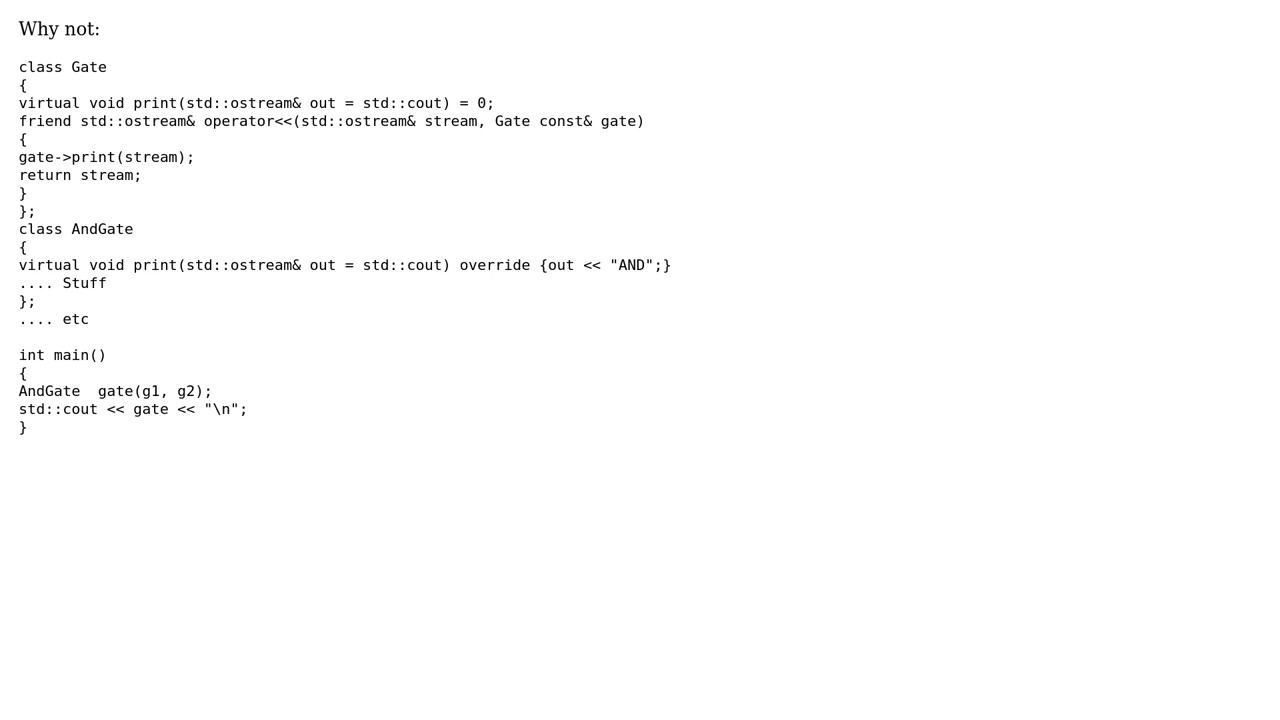 Why not:
class Gate
{
virtual void print(std::ostream& out = std::cout) = 0;
friend std::ostream& operator<<(std::ostream& stream, Gate const& gate)
{
gate->print(stream);
return stream;
}
};
class AndGate
{
virtual void print(std::ostream& out = std::cout) override {out << "AND";}
.... Stuff
};
.... etc
int main()
{
AndGate  gate(g1, g2);
std::cout << gate << "\n";
}